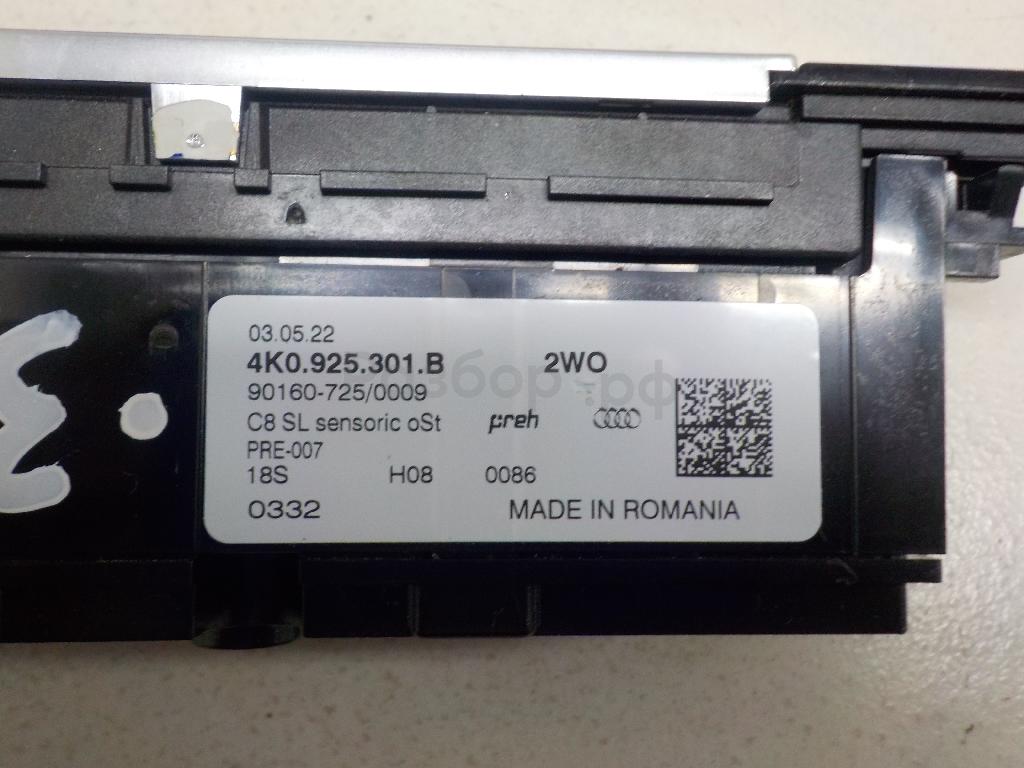 03.05.22
4K0.925.301.B 2WO
90160-725/0009
C8 SL sensoric oSt preh
PRE-007
18S H08 0086
0332 MADE IN ROMANIA